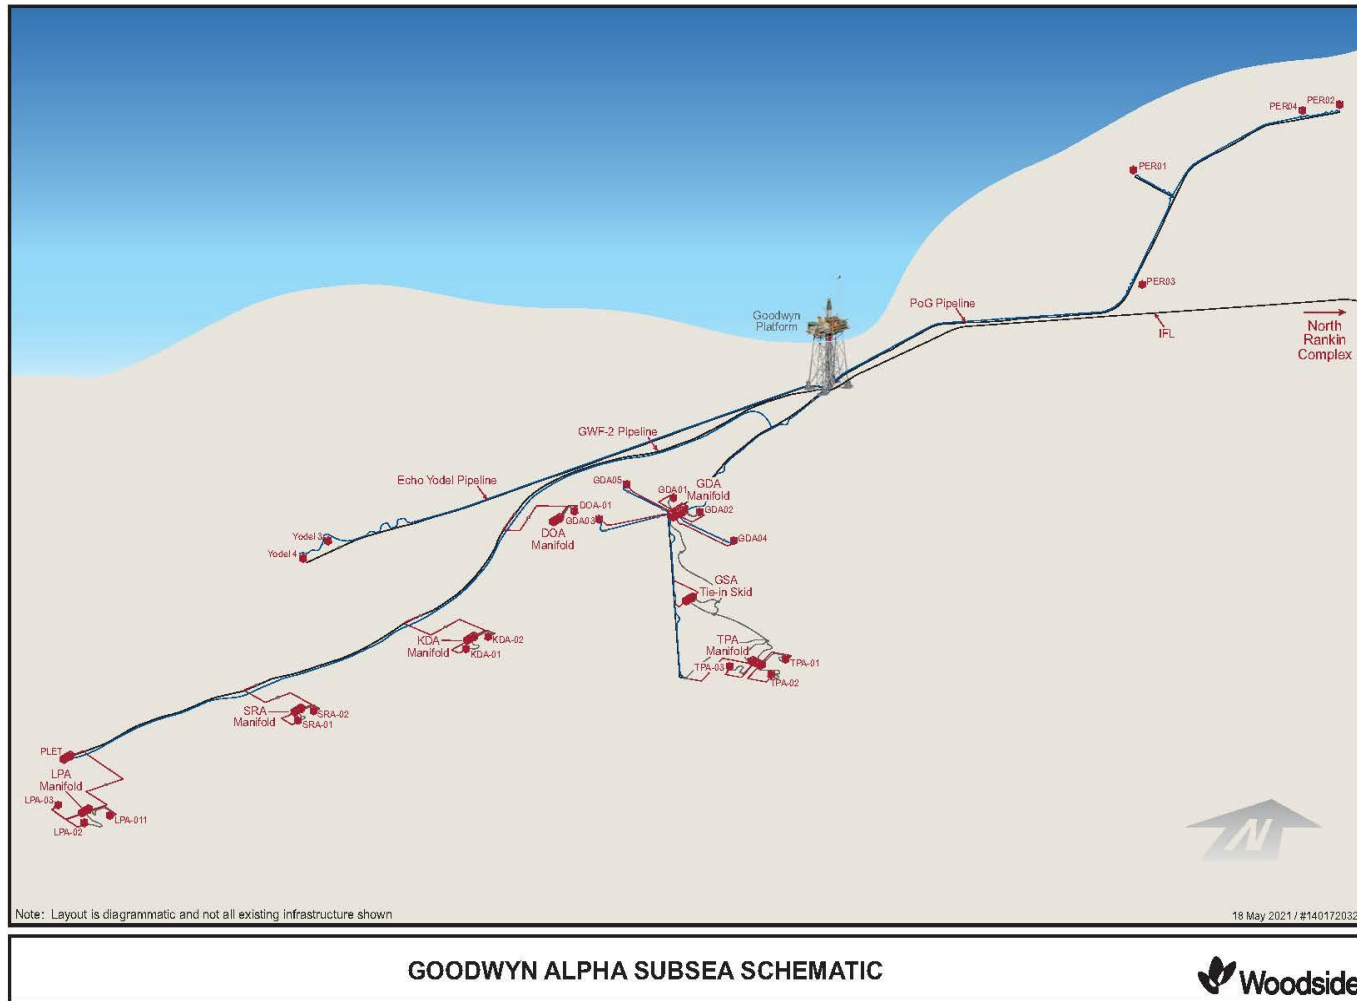 PER04
PER02
PER01
PER03
PoG Pipeline
IFL
North
Rankin
Complex
Goodwyn
Platform
GWF-2 Pipeline
Echo Yodel Pipeline
Yodel 3
Yodel 4
GDA05
GDA01
GDA
Manifold
GDA02
GDA03
GDA04
DOA-01
DOA
Manifold
GSA
Tie-in Skid
KDA
Manifold
KDA-02
KDA-01
TPA
Manifold
TPA-03
TPA-01
TPA-02
SRA
Manifold
SRA-02
SRA-01
PLET
LPA
Manifold
LPA-03
LPA-011
LPA-02
N
Note: Layout is diagrammatic and not all existing infrastructure shown
18 May 2021 / #140172032
GOODWYN ALPHA SUBSEA SCHEMATIC
Woodside